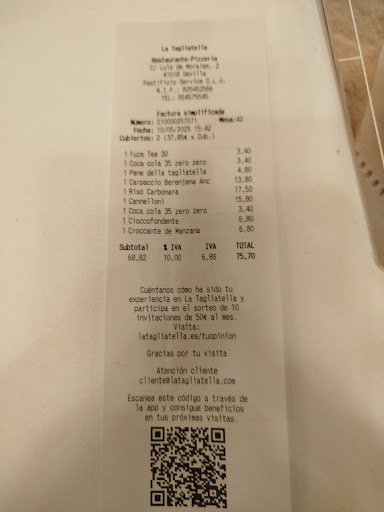 La Tagliatella
Restaurante-Pizzeria
C/ Luis de Morales, 2
41018 Sevilla
Pastificio Service S.L.U.
N.I.F.: B25452566
TEL: 954575545
Factura simplificada
Número: S10000257071 Mesa:42
Fecha: 10/05/2025 15:42
Cubiertos: 2 (37,85€ x Cub.)
1 Fuze Tea 30 3,40
1 Coca cola 35 zero zero 3,40
1 Pane della tagliatella 4,80
1 Carpaccio Berenjena Anc 13,80
1 Riso Carbonara 17,50
1 Cannelloni 15,80
1 Coca cola 35 zero zero 3,40
1 Cioccofondente 6,80
1 Croccante de Manzana 6,80
Subtotal % IVA IVA TOTAL
68,82 10,00 6,88 75,70
Cuéntanos cómo ha sido tu
experiencia en La Tagliatella y
participa en el sorteo de 10
invitaciones de 50€ al mes.
Visita:
latagliatella.es/tuopinion
Gracias por tu visita
Atención cliente
cliente@latagliatella.com
Escanea este código a través de
la app y consigue beneficios
en tus próximas visitas.